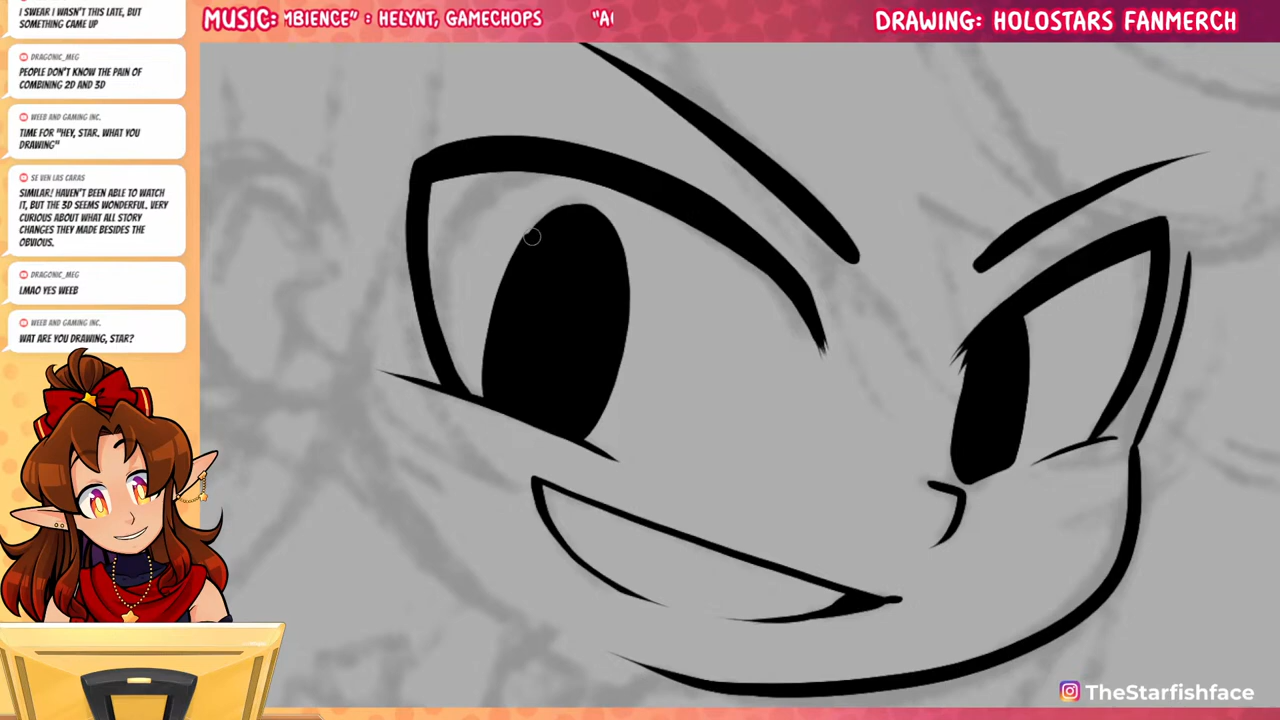 MUSIC: MBIENCE" : HELYNT, GAMECHOPS "A
DRAWING: HOLOSTARS FANMERCH
I SWEAR I WASN'T THIS LATE, BUT
SOMETHING CAME UP
DRAGONIC_MEG
PEOPLE DON'T KNOW THE PAIN OF
COMBINING 2D AND 3D
WEEB AND GAMING INC.
TIME FOR "HEY, STAR. WHAT YOU
DRAWING"
SE VEN LAS CARAS
SIMILAR! HAVEN'T BEEN ABLE TO WATCH
IT, BUT THE 3D SEEMS WONDERFUL. VERY
CURIOUS ABOUT WHAT ALL STORY
CHANGES THEY MADE BESIDES THE
OBVIOUS.
DRAGONIC_MEG
LMAO YES WEEB
WEEB AND GAMING INC.
WAT ARE YOU DRAWING, STAR?
TheStarfishface